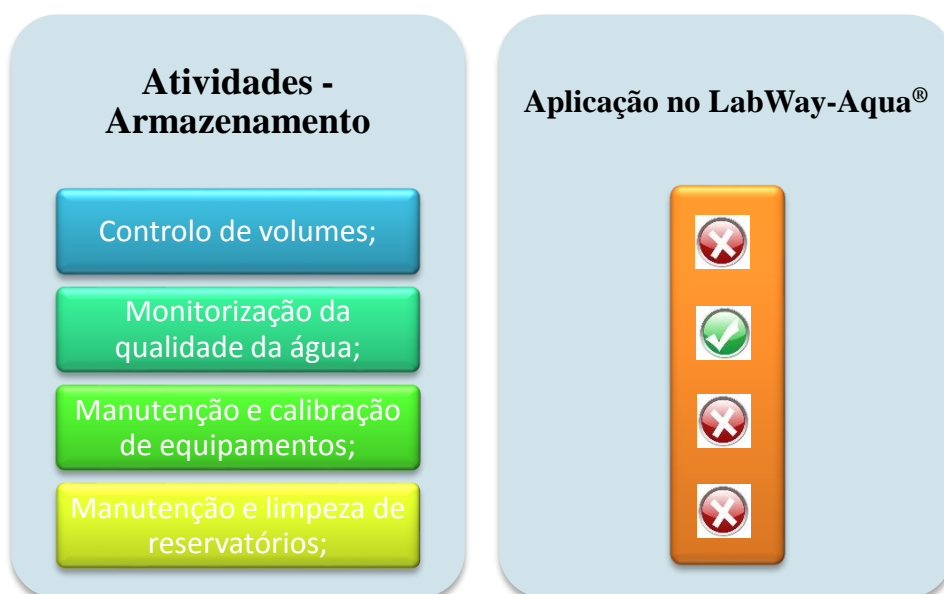 Atividades -
Armazenamento
Controlo de volumes;
Monitorização da
qualidade da água;
Manutenção e calibração
de equipamentos;
Manutenção e limpeza de
reservatórios;
Aplicação no LabWay-Aqua®